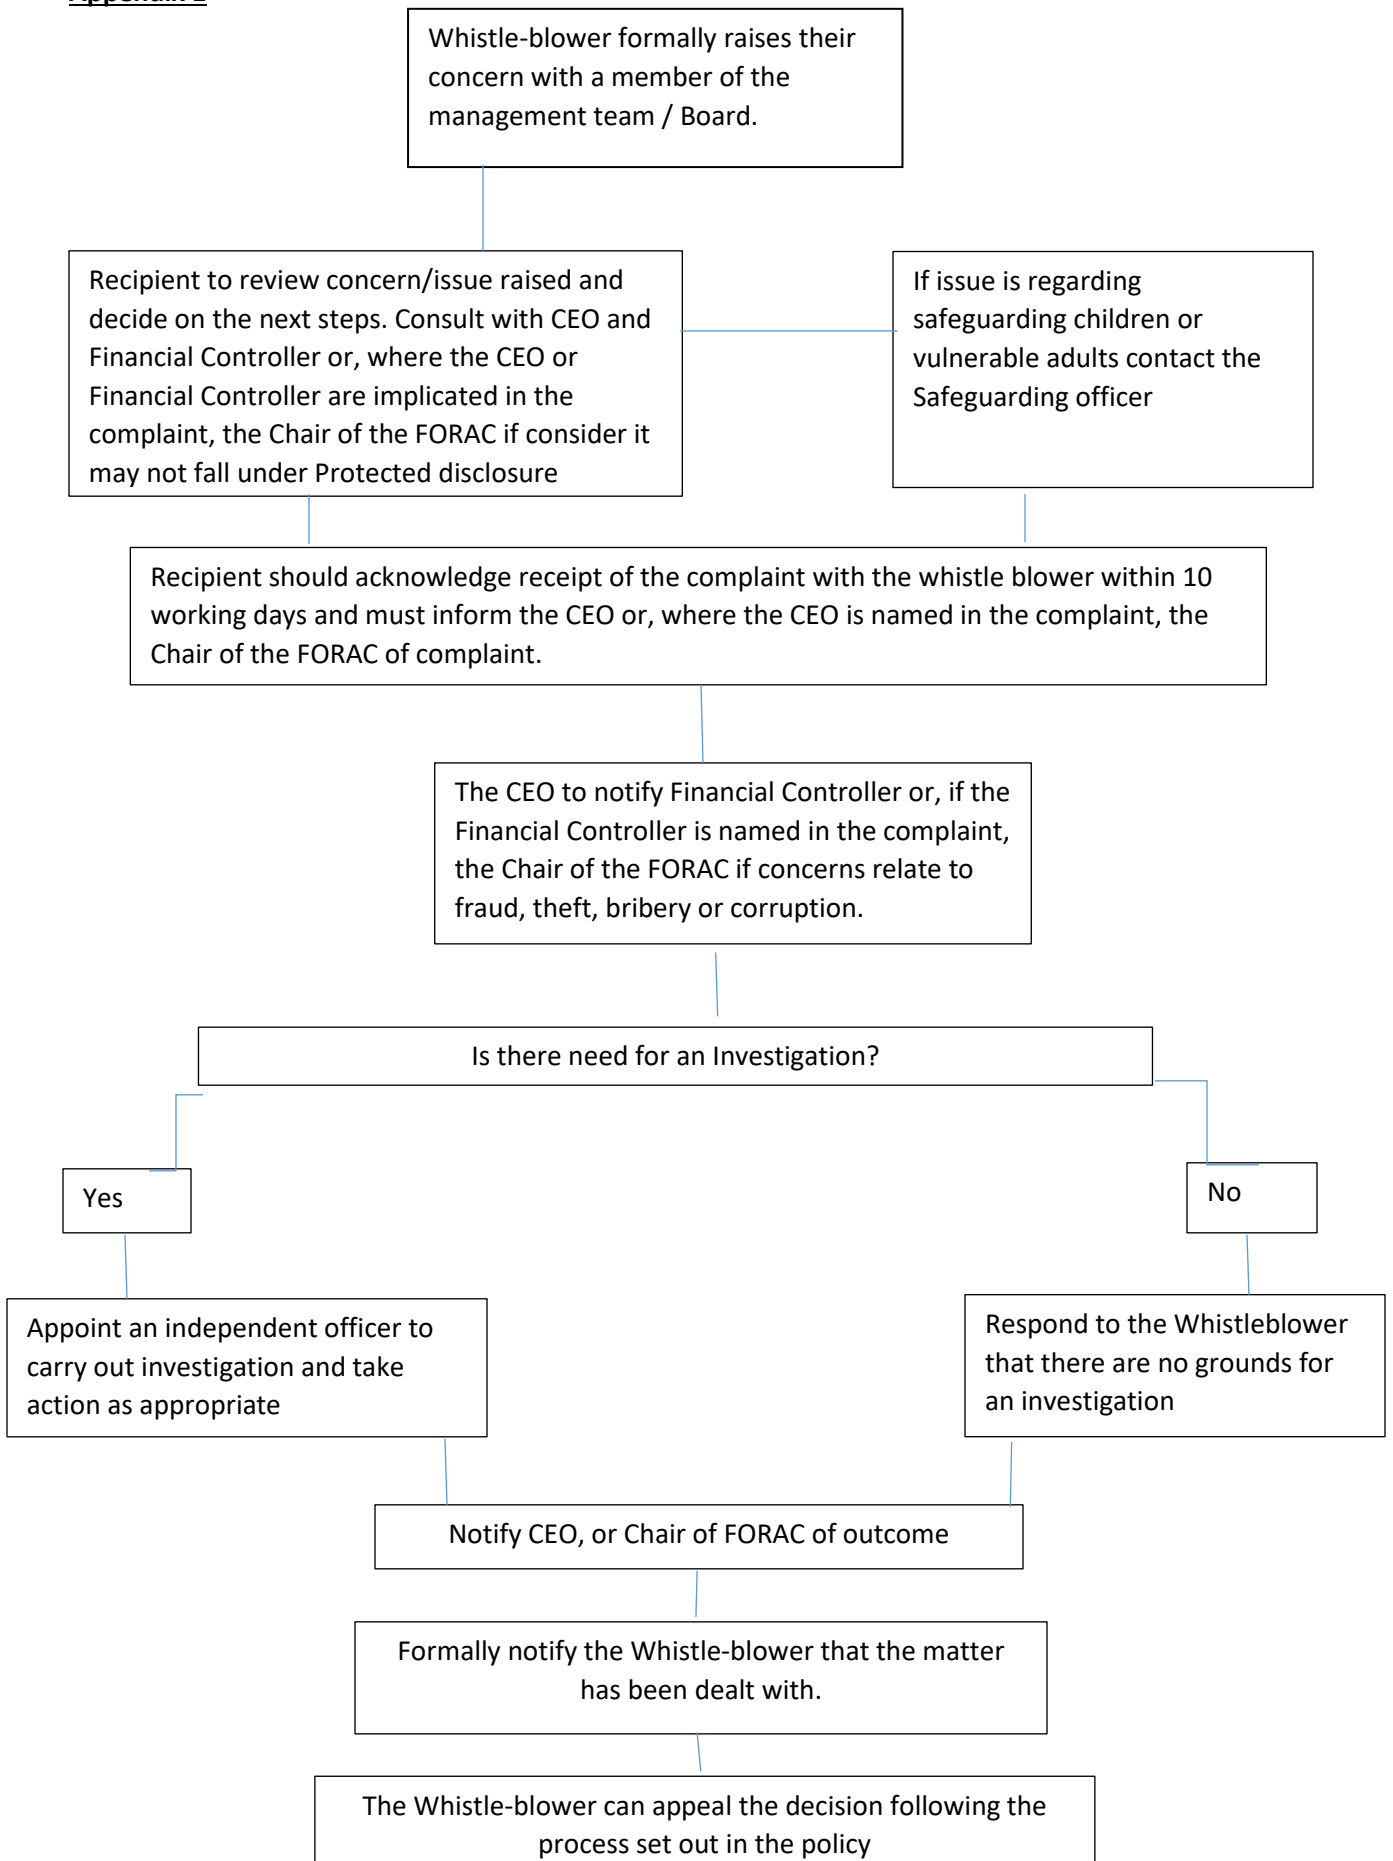 Whistle-blower formally raises their
concern with a member of the
management team / Board.
Recipient to review concern/issue raised and
decide on the next steps. Consult with CEO and
Financial Controller or, where the CEO or
Financial Controller are implicated in the
complaint, the Chair of the FORAC if consider it
may not fall under Protected disclosure
If issue is regarding
safeguarding children or
vulnerable adults contact the
Safeguarding officer
Recipient should acknowledge receipt of the complaint with the whistle blower within 10
working days and must inform the CEO or, where the CEO is named in the complaint, the
Chair of the FORAC of complaint.
The CEO to notify Financial Controller or, if the
Financial Controller is named in the complaint,
the Chair of the FORAC if concerns relate to
fraud, theft, bribery or corruption.
Is there need for an Investigation?
Yes
No
Appoint an independent officer to
carry out investigation and take
action as appropriate
Respond to the Whistleblower
that there are no grounds for
an investigation
Notify CEO, or Chair of FORAC of outcome
Formally notify the Whistle-blower that the matter
has been dealt with.
The Whistle-blower can appeal the decision following the
process set out in the policy